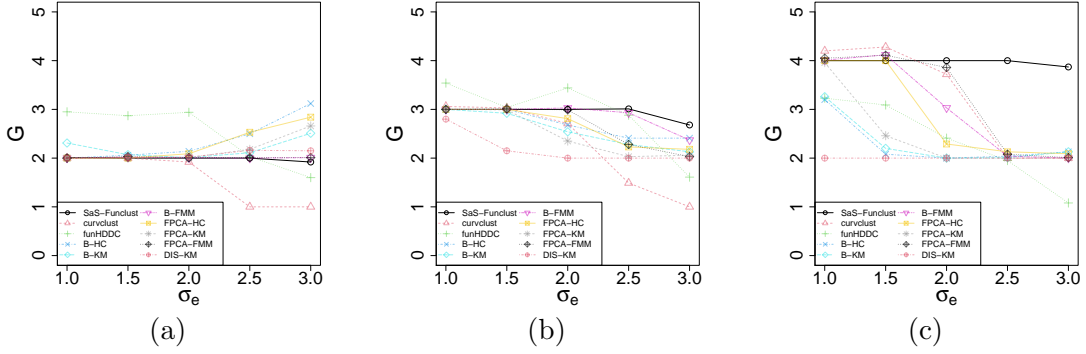 5
4
3
2
1
0
G
SaS-Funclust
curvclust
funHDDC
B-HC
B-KM
B-FMM
FPCA-HC
FPCA-KM
FPCA-FMM
DIS-KM
1.0 1.5 2.0 2.5 3.0
σe
(a)
5
4
3
2
1
0
G
SaS-Funclust
curvclust
funHDDC
B-HC
B-KM
B-FMM
FPCA-HC
FPCA-KM
FPCA-FMM
DIS-KM
1.0 1.5 2.0 2.5 3.0
σe
(b)
5
4
3
2
1
0
G
SaS-Funclust
curvclust
funHDDC
B-HC
B-KM
B-FMM
FPCA-HC
FPCA-KM
FPCA-FMM
DIS-KM
1.0 1.5 2.0 2.5 3.0
σe
(c)